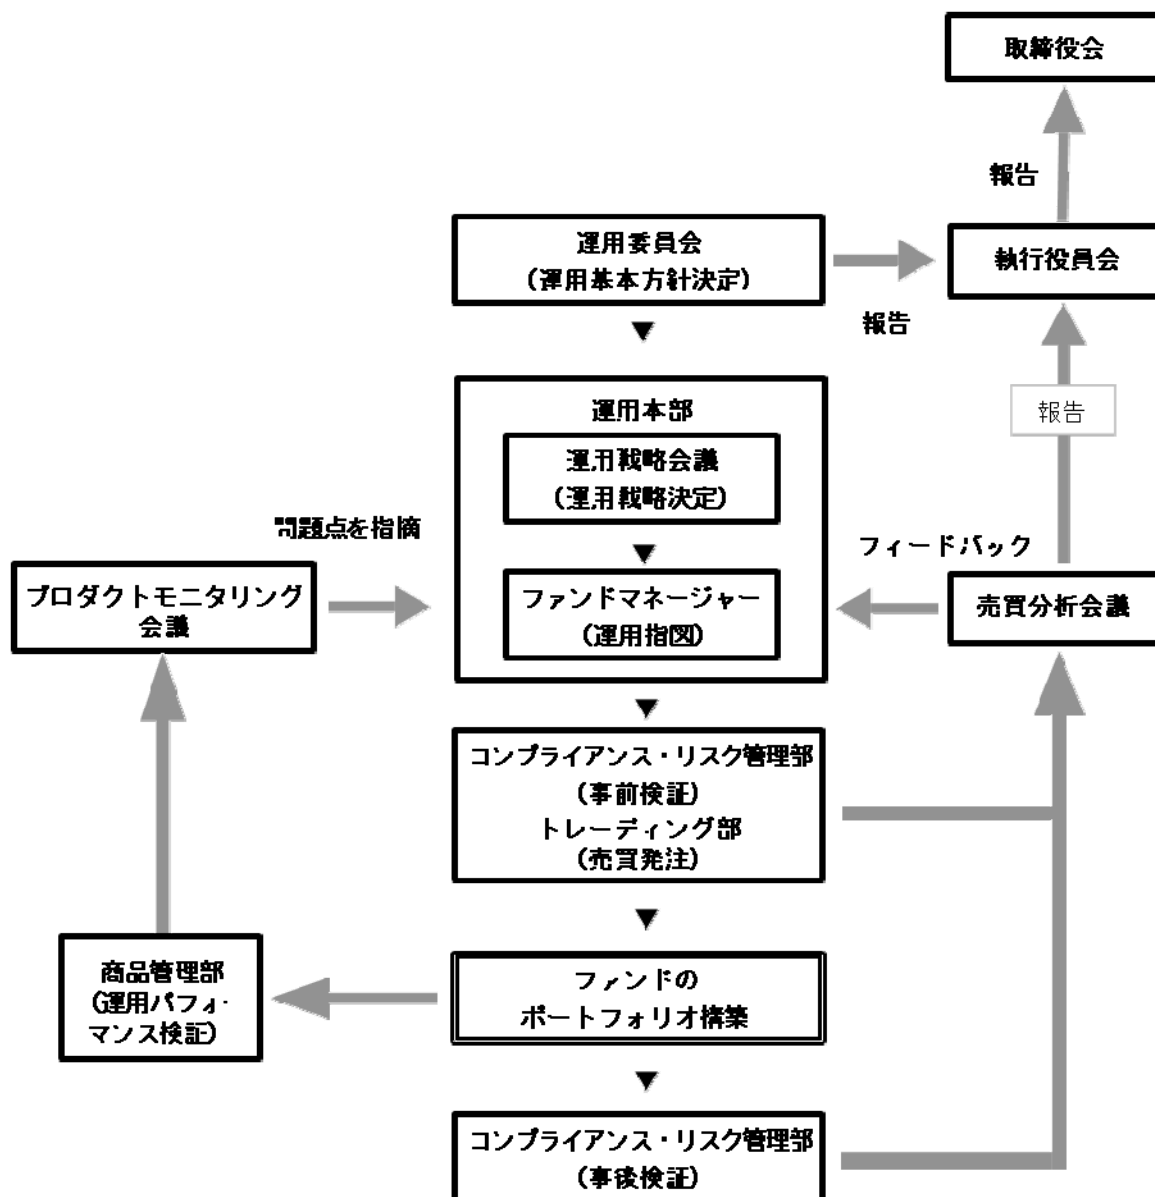 取締役会
報告
運用委員会
(運用基本方針決定)
執行役員会
報告
運用本部
報告
運用戦略会議
(運用戦略決定)
問題点を指摘
フィードバック
プロダクトモニタリング
会議
ファンドマネージャー
(運用指図)
売買分析会議
コンプライアンス・リスク管理部
(事前検証)
トレーディング部
(売買発注)
商品管理部
(運用パフォー
マンス検証)
ファンドの
ポートフォリオ構築
コンプライアンス・リスク管理部
(事後検証)